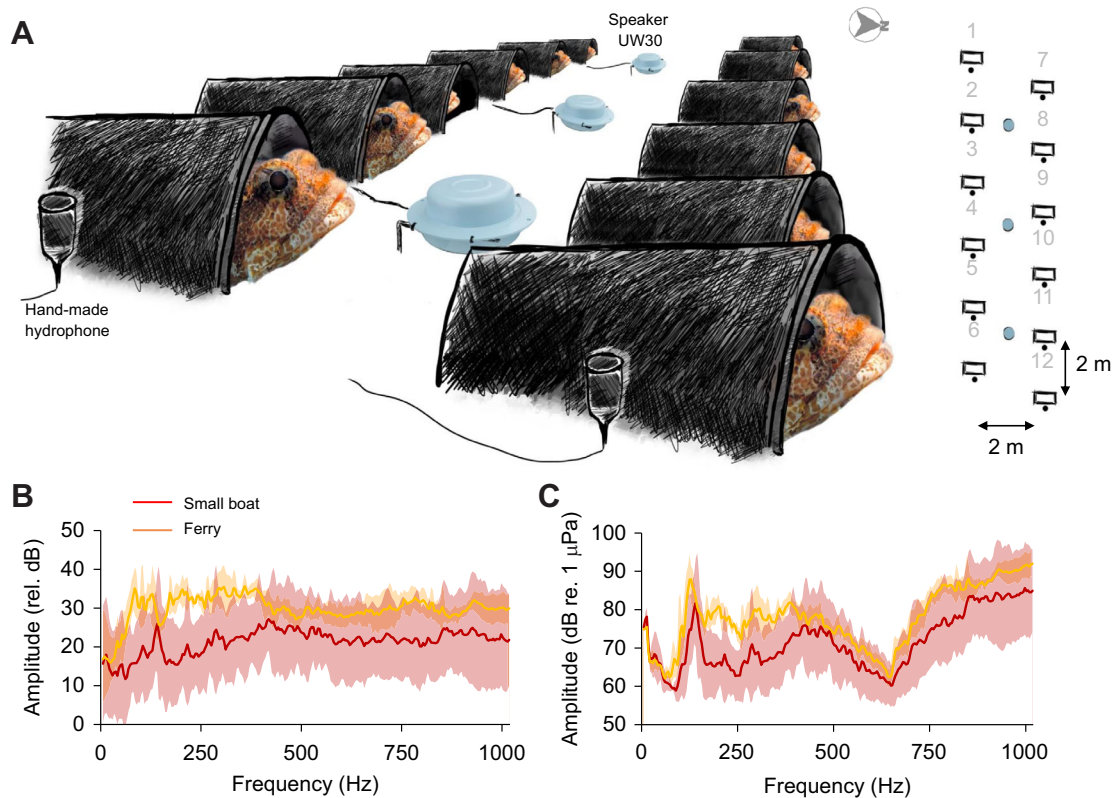 A
Speaker
UW30
Hand-made
hydrophone
N
1
2
3
4
5
6
7
8
9
10
11
12
2 m
2 m
B
Small boat
Ferry
Amplitude (rel. dB)
50
40
30
20
10
0
0
250
500
750
1000
Frequency (Hz)
C
Amplitude (dB re. 1 μPa)
100
90
80
70
60
50
0
250
500
750
1000
Frequency (Hz)